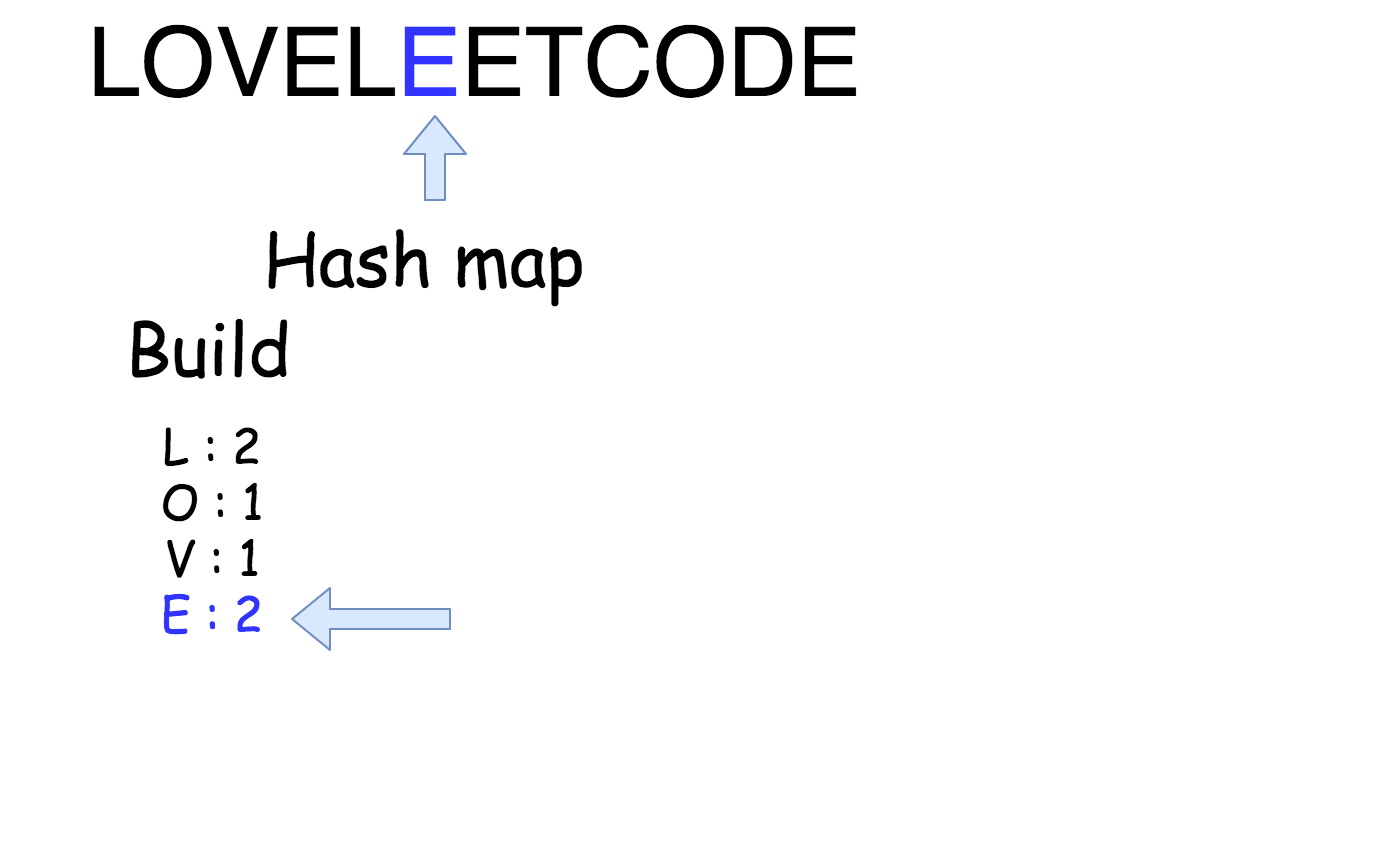 LOVELEETCODE
Hash map
Build
L : 2
O : 1
V : 1
E : 2